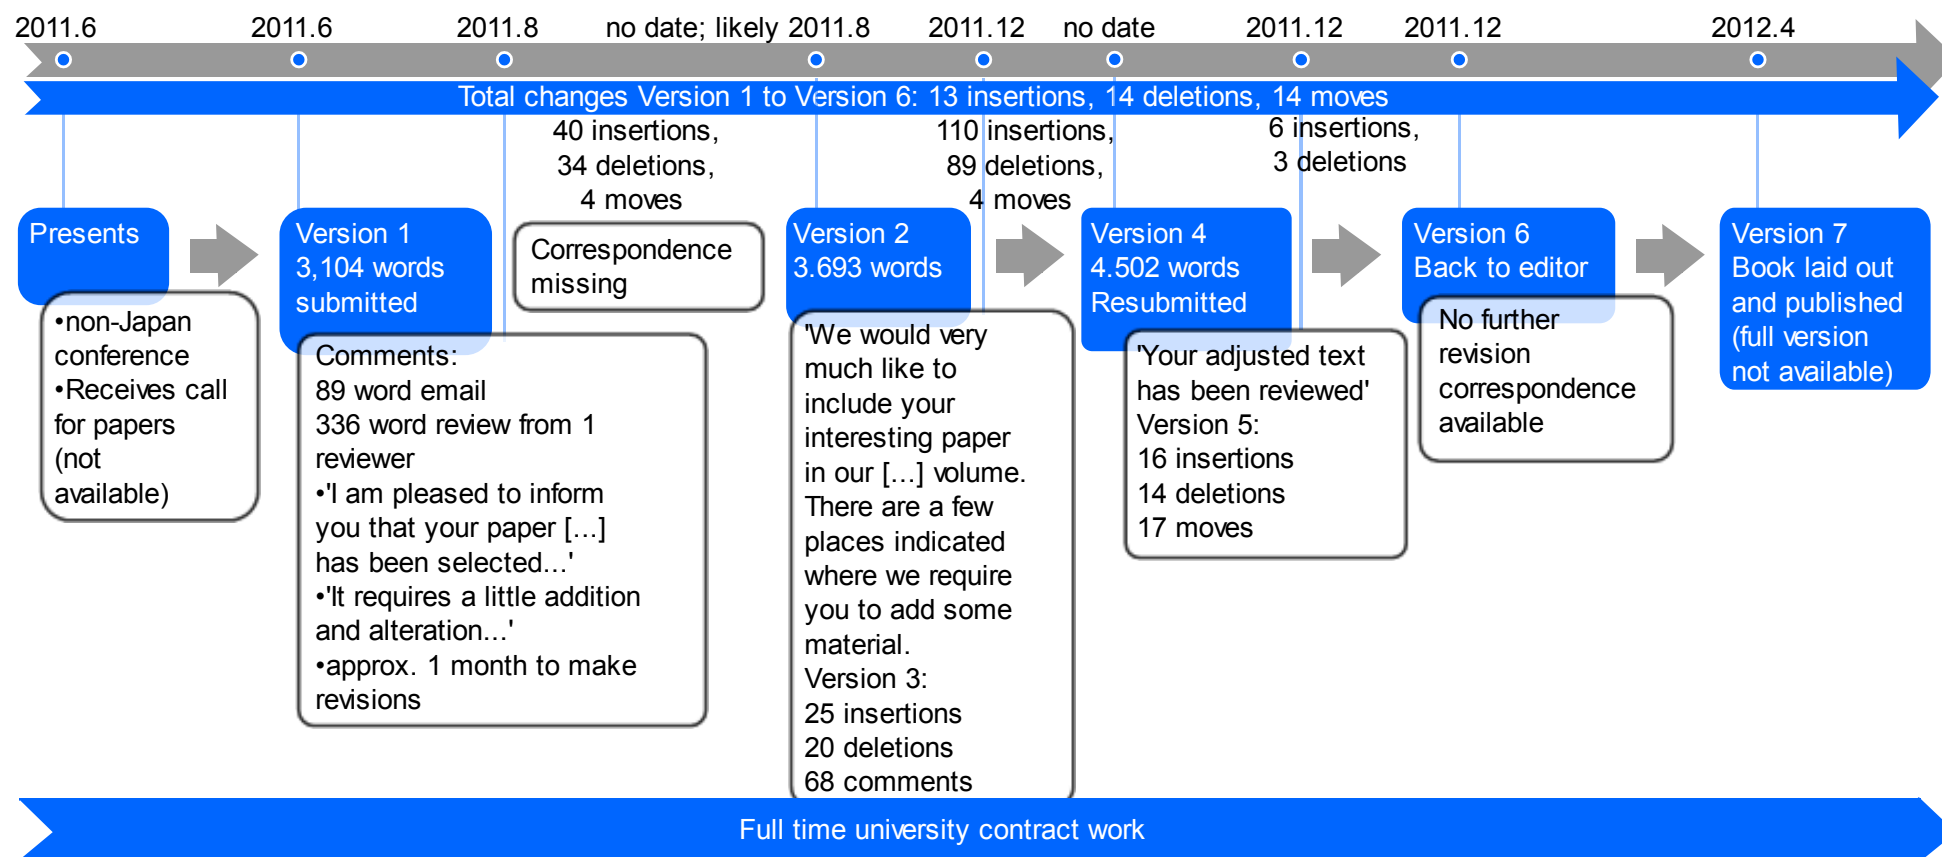 2011.6
2011.6
2011.8
no date; likely 2011.8
2011.12
no date
2011.12
2011.12
2012.4
Total changes Version 1 to Version 6: 13 insertions, 14 deletions, 14 moves
40 insertions,
34 deletions,
4 moves
110 insertions,
89 deletions,
4 moves
6 insertions,
3 deletions
Presents
•non-Japan
conference
•Receives call
for papers
(not
available)
Version 1
3,104 words
submitted
Comments:
89 word email
336 word review from 1
reviewer
•'I am pleased to inform
you that your paper [...]
has been selected...'
•'It requires a little addition
and alteration...'
•approx. 1 month to make
revisions
Correspondence
missing
Version 2
3.693 words
'We would very
much like to
include your
interesting paper
in our [...] volume.
There are a few
places indicated
where we require
you to add some
material.
Version 3:
25 insertions
20 deletions
68 comments
Version 4
4.502 words
Resubmitted
'Your adjusted text
has been reviewed'
Version 5:
16 insertions
14 deletions
17 moves
Version 6
Back to editor
No further
revision
correspondence
available
Version 7
Book laid out
and published
(full version
not available)
Full time university contract work